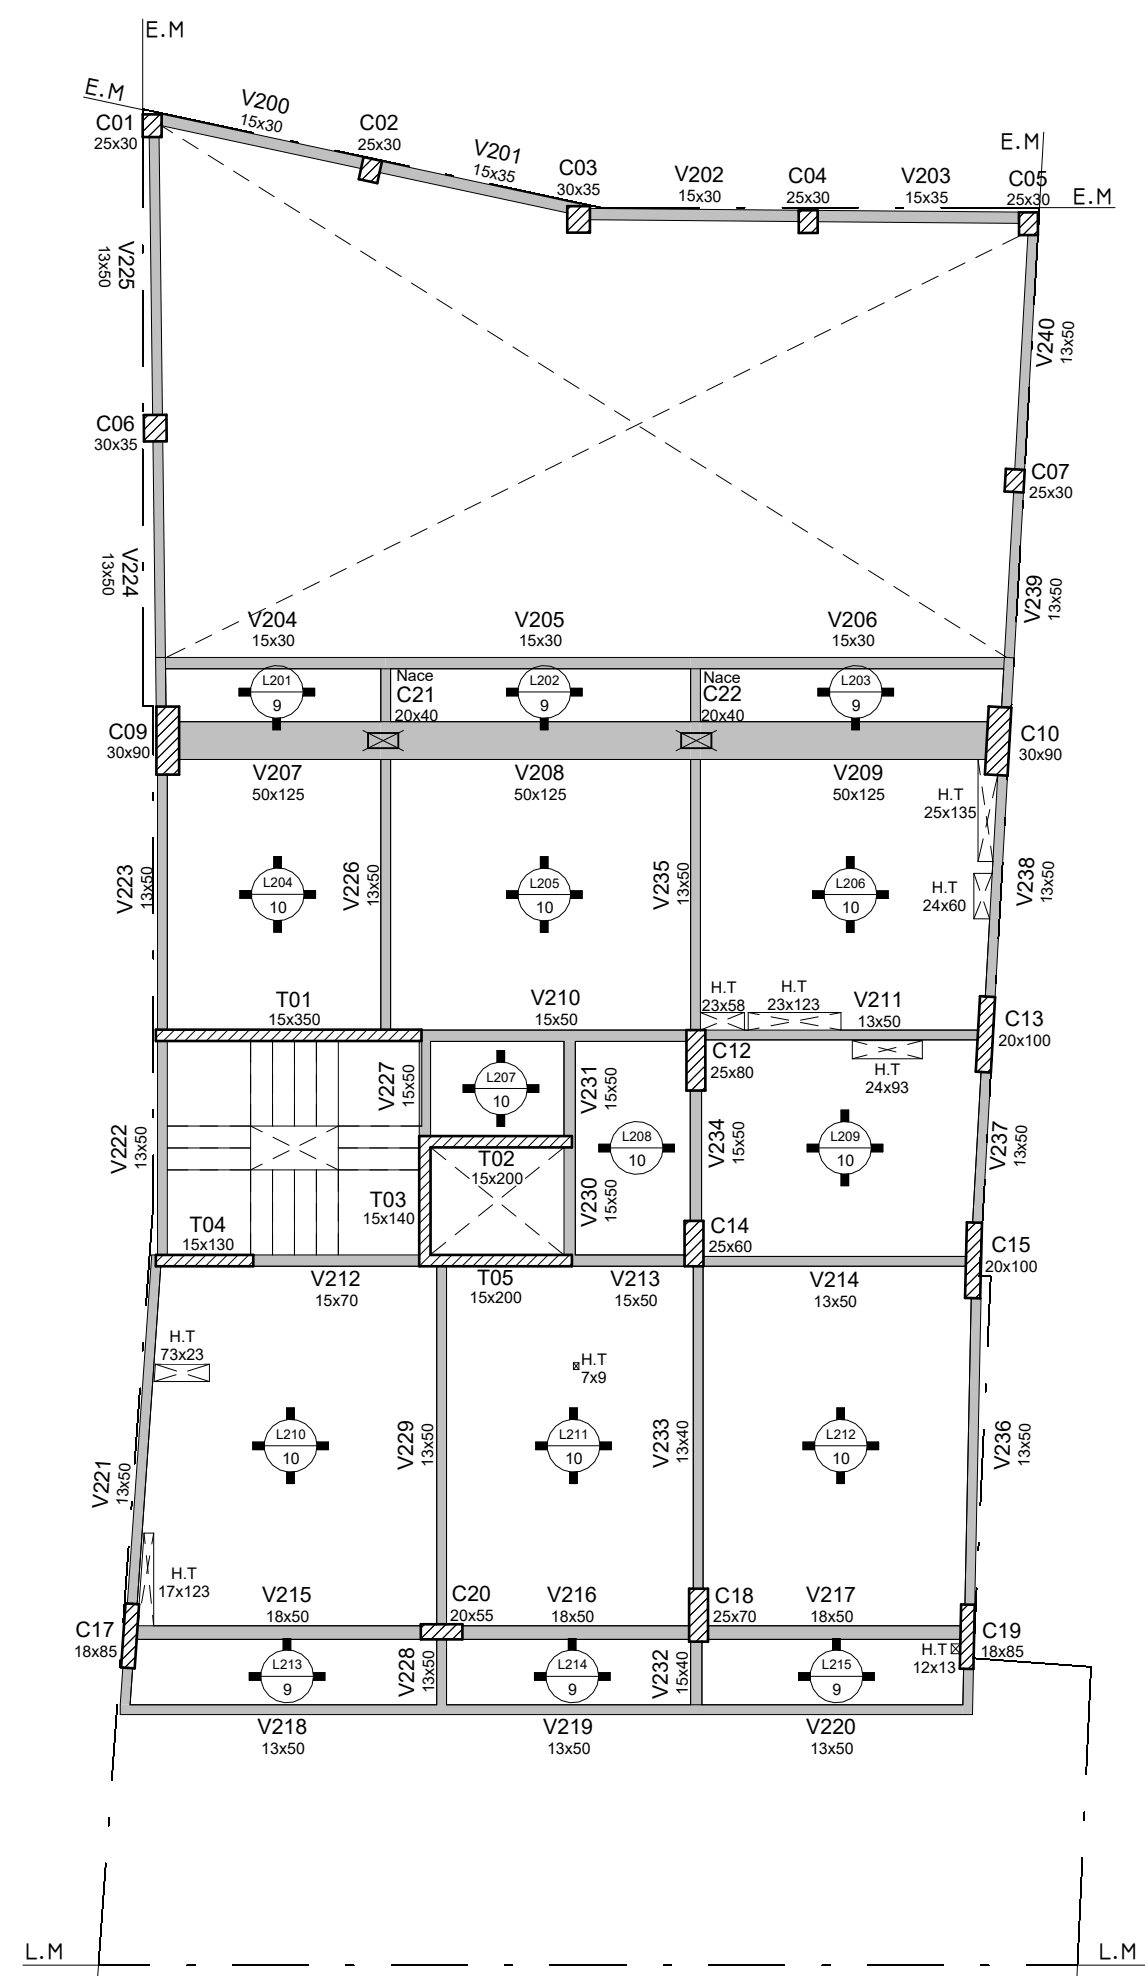 E.M
E.M
V200
15x30
C01
25x30
C02
25x30
V201
15x35
C03
30x35
V202
15x30
C04
25x30
V203
15x35
E.M
C05
25x30
E.M
V225
13x50
V240
13x50
C06
30x35
C07
25x30
V224
13x50
V239
13x50
V204
15x30
V205
15x30
V206
15x30
L201
9
Nace
C21
20x40
L202
9
Nace
C22
20x40
L203
9
C09
30x90
C10
30x90
V207
50x125
V208
50x125
V209
50x125
H.T
25x135
V223
13x50
L204
10
V226
13x50
L205
10
V235
13x50
L206
10
H.T
24x60
V238
13x50
T01
15x350
V210
15x50
H.T
23x58
H.T
23x123
V211
13x50
C13
20x100
C12
25x80
H.T
24x93
V227
15x50
L207
10
V231
15x50
V222
13x50
L208
10
V234
15x50
L209
10
V237
13x50
T02
15x200
T03
15x140
V230
15x50
T04
15x130
C14
25x60
C15
20x100
V212
15x70
T05
15x200
V213
15x50
V214
13x50
H.T
73x23
H.T
7x9
V221
13x50
L210
10
V229
13x50
L211
10
V233
13x40
L212
10
V236
13x50
H.T
17x123
V215
18x50
C20
20x55
V216
18x50
C18
25x70
V217
18x50
C17
18x85
C19
18x85
L213
9
V228
13x50
L214
9
V232
15x40
L215
9
H.T
12x13
V218
13x50
V219
13x50
V220
13x50
L.M
L.M